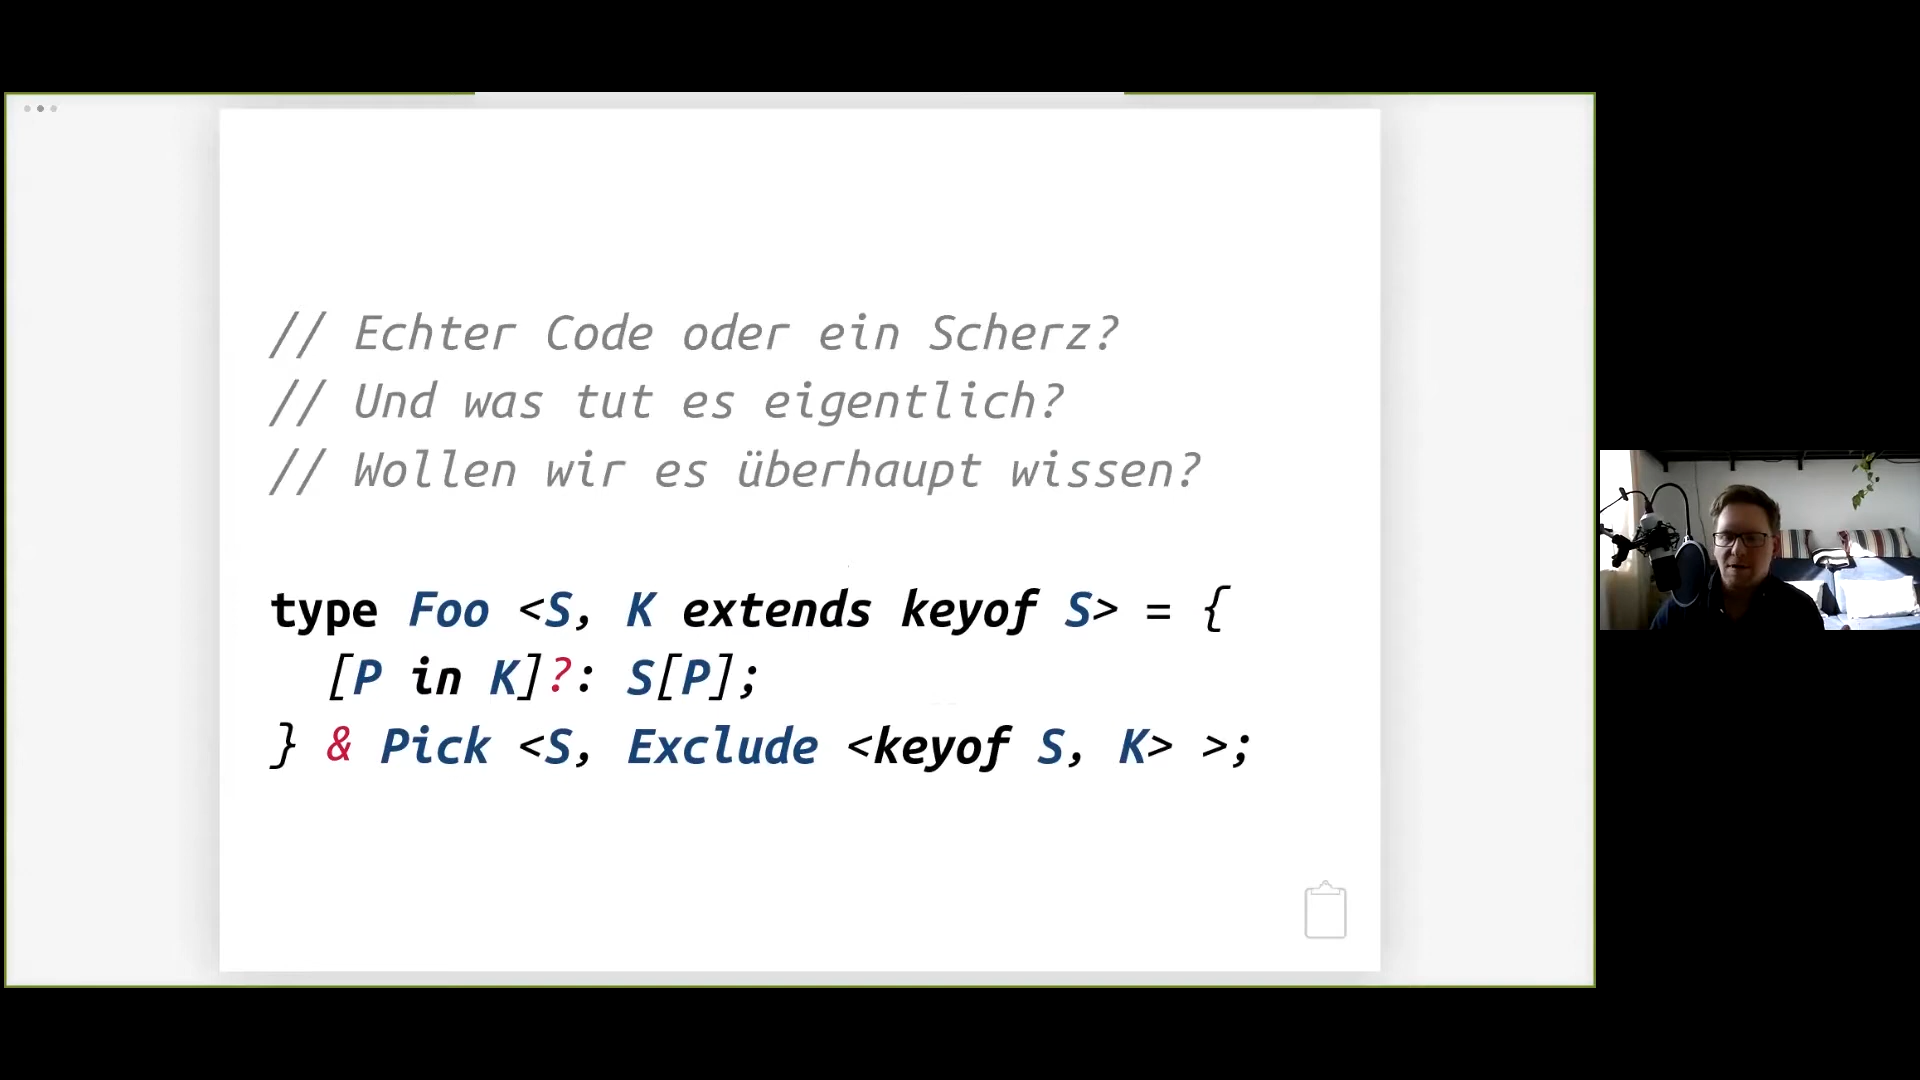 // Echter Code oder ein Scherz?
// Und was tut es eigentlich?
// Wollen wir es überhaupt wissen?
type Foo <S, K extends keyof S> = {
[P in K]?: S[P];
} & Pick <S, Exclude <keyof S, K> >;